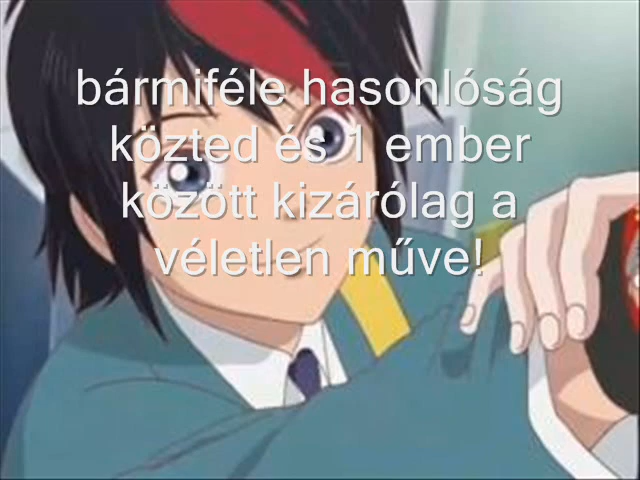 bármiféle hasonlóság
közted és 1 ember
között kizárólag a
véletlen műve!